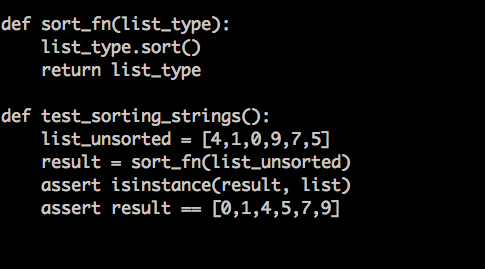 def sort_fn(list_type):
    list_type.sort()
    return list_type

def test_sorting_strings():
    list_unsorted = [4,1,0,9,7,5]
    result = sort_fn(list_unsorted)
    assert isinstance(result, list)
    assert result == [0,1,4,5,7,9]